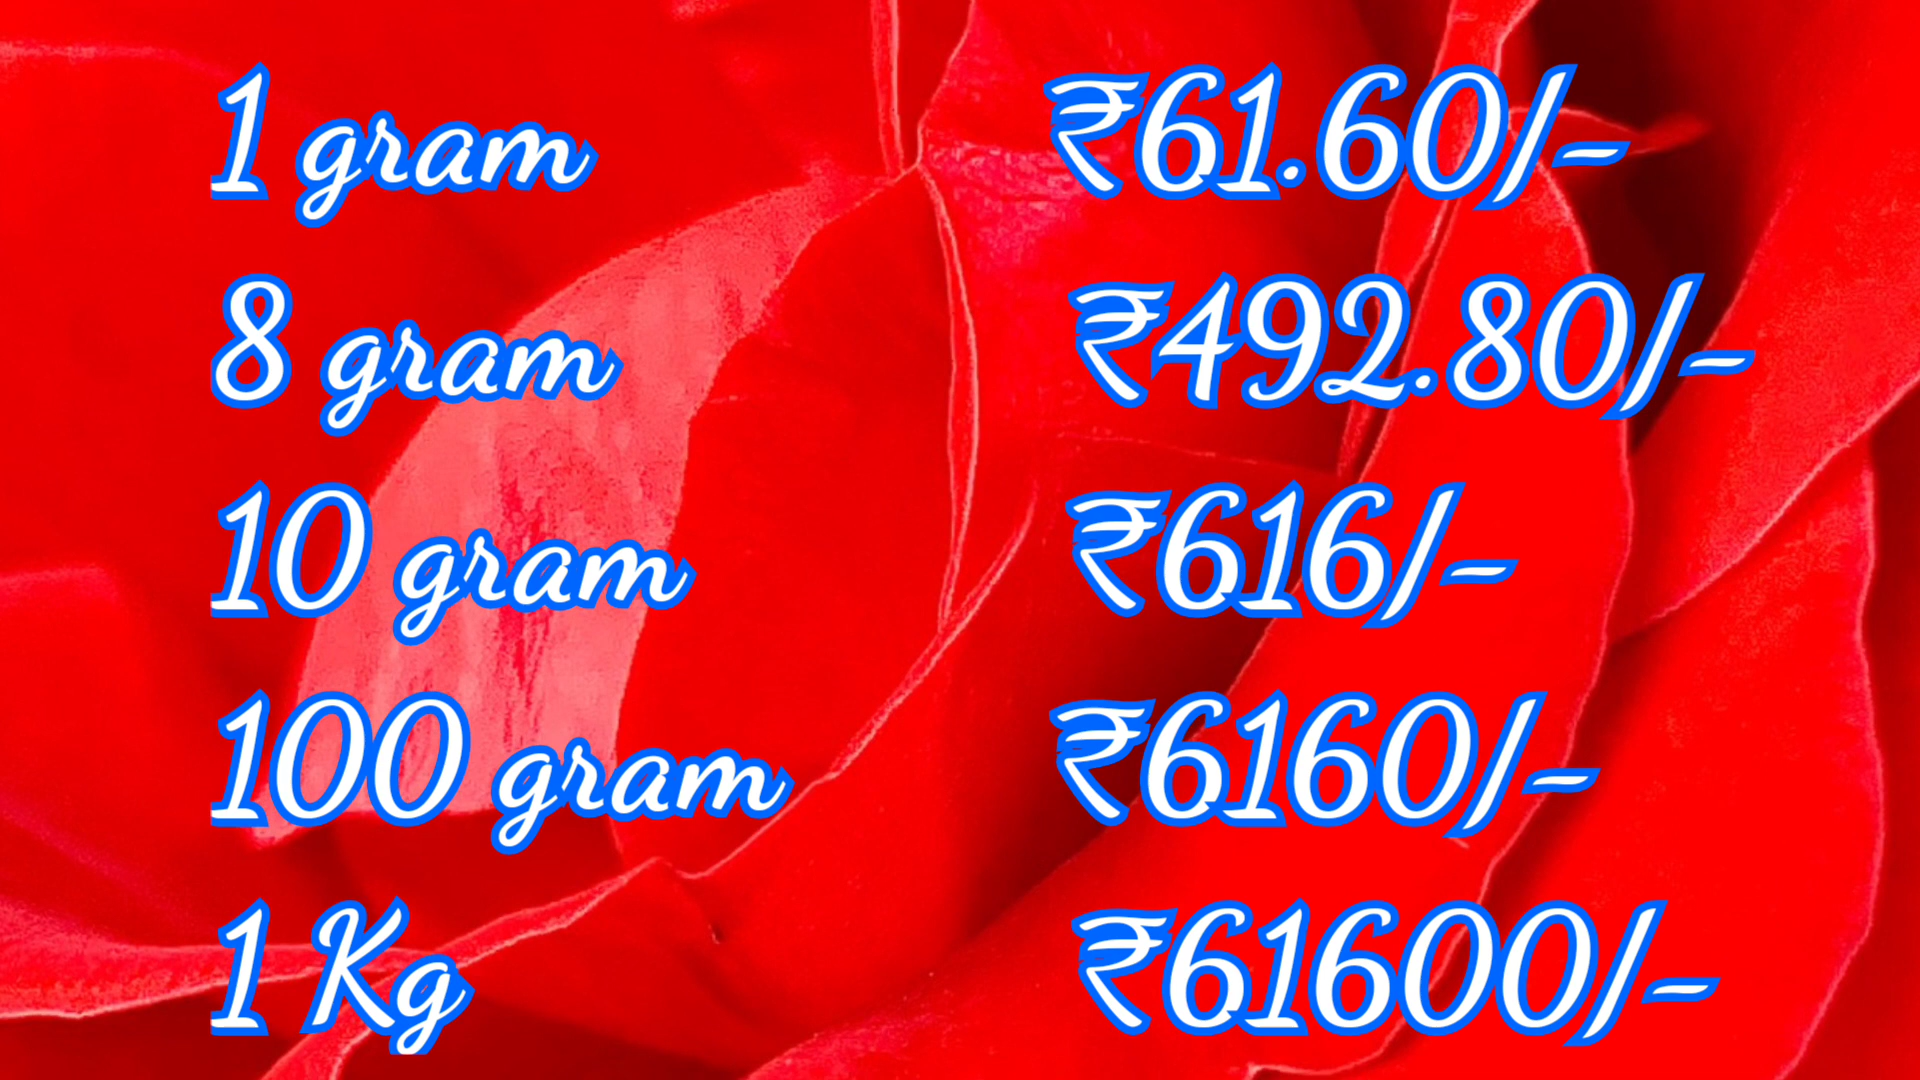 1 gram ₹61.60/-
8 gram ₹492.80/-
10 gram ₹616/-
100 gram ₹6160/-
1 Kg ₹61600/-